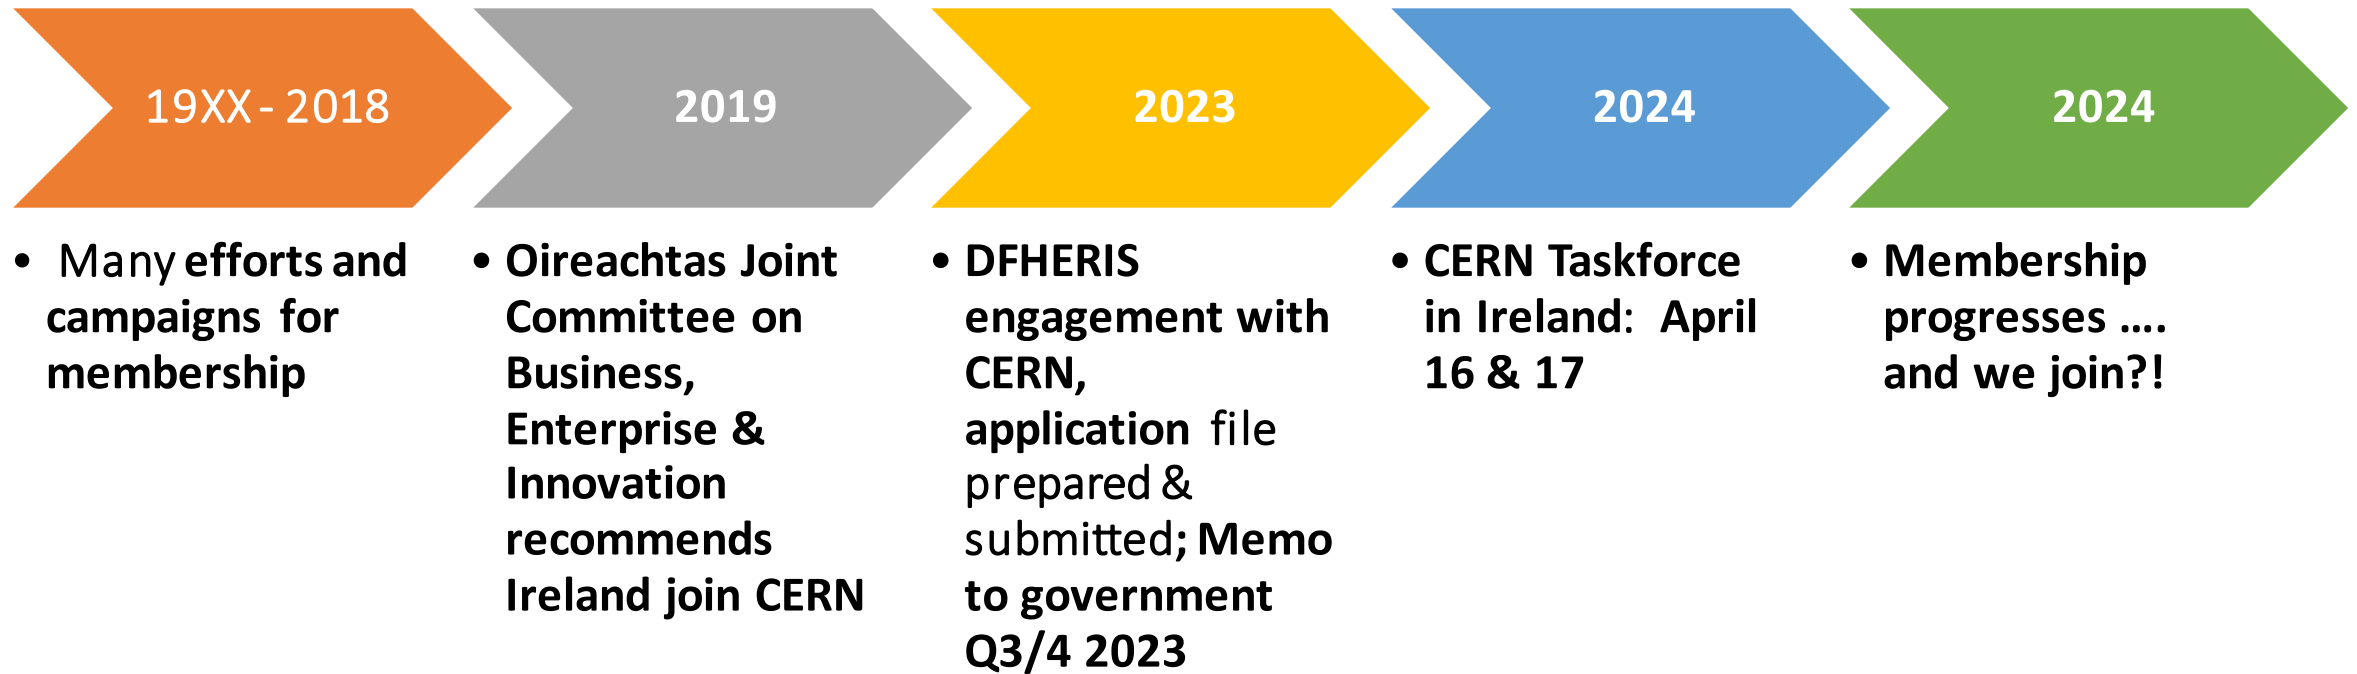 19XX - 2018
2019
2023
2024
2024
• Many efforts and
campaigns for
membership
• Oireachtas Joint
Committee on
Business,
Enterprise &
Innovation
recommends
Ireland join CERN
• DFHERIS
engagement with
CERN,
application file
prepared &
submitted; Memo
to government
Q3/4 2023
• CERN Taskforce
in Ireland: April
16 & 17
• Membership
progresses ....
and we join?!